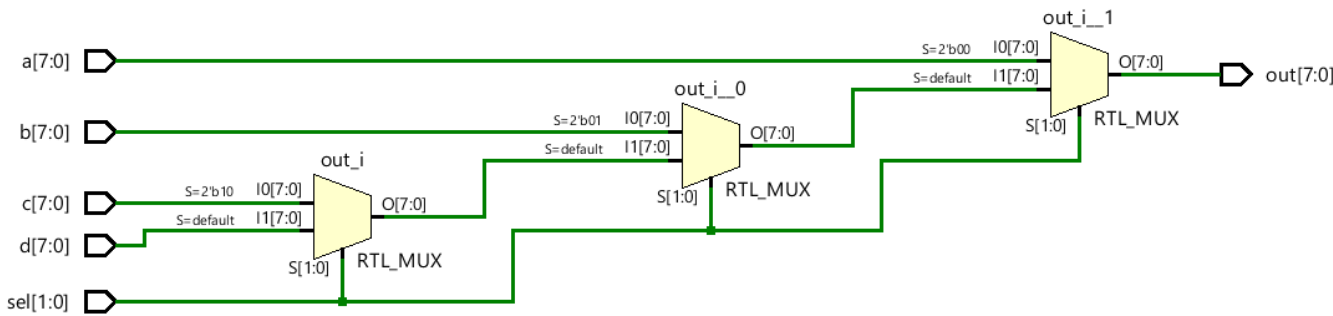 out_i__1
S=2'b00 I0[7:0]
a[7:0]
O[7:0]
S=default I1[7:0]
out[7:0]
out_i__0
S[1:0]
RTL_MUX
S=2'b01 I0[7:0]
b[7:0]
O[7:0]
S=default I1[7:0]
out_i
RTL_MUX
S[1:0]
S=2'b10 I0[7:0]
c[7:0]
O[7:0]
S=default I1[7:0]
d[7:0]
RTL_MUX
S[1:0]
sel[1:0]